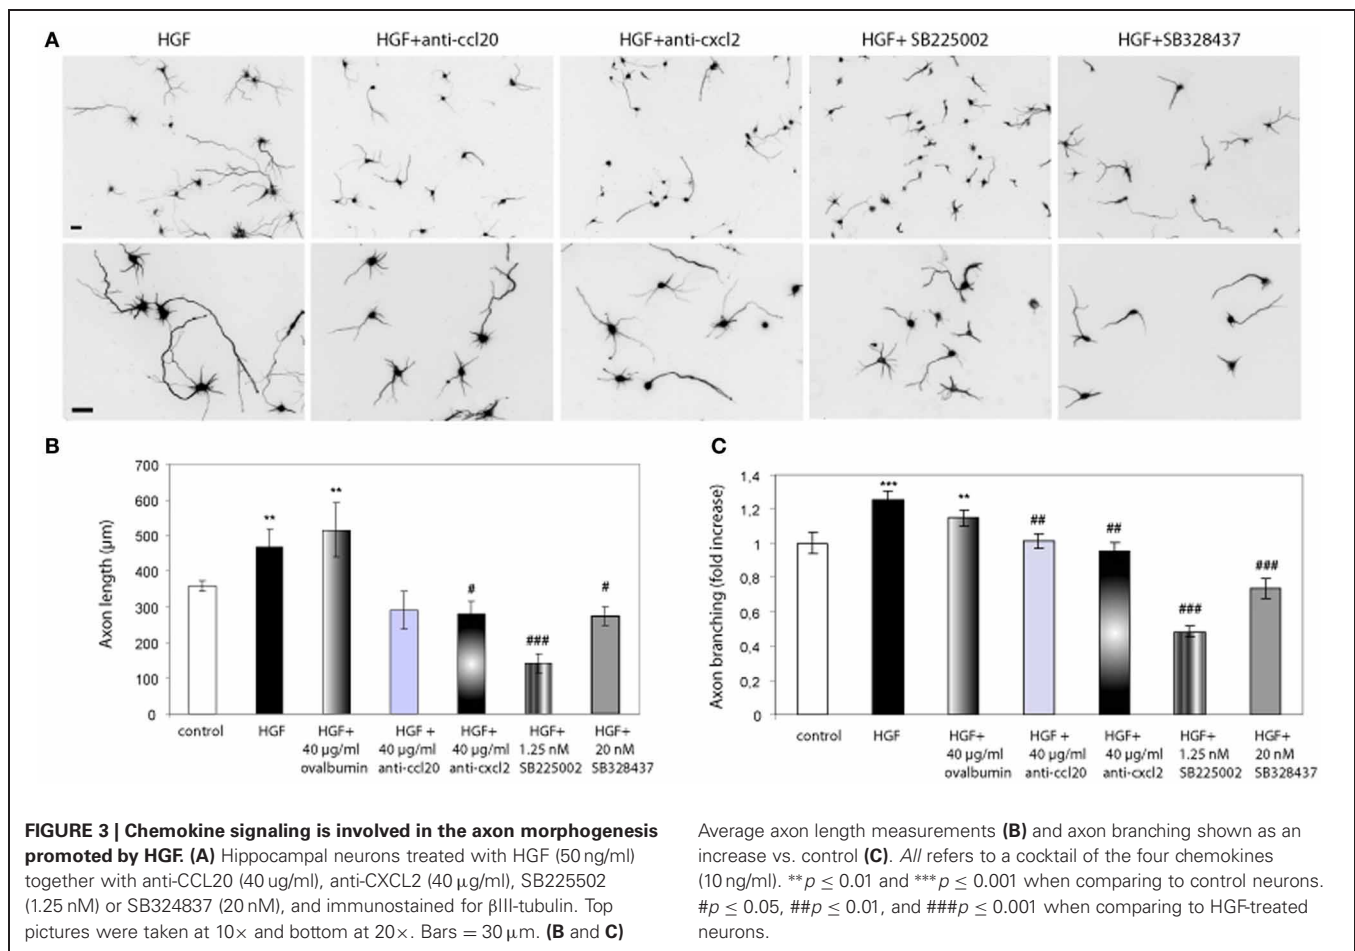 A
HGF
HGF+anti-ccl20
HGF+anti-cxcl2
HGF+ SB225002
HGF+SB328437
B
Axon length (µm)
700
600
500
400
300
200
100
0
**
**
#
###
#
control
HGF
HGF+
40 µg/ml
ovalbumin
HGF +
40 µg/ml
anti-ccl20
HGF+
40 µg/ml
anti-cxcl2
HGF+
1.25 nM
SB225002
HGF+
20 nM
SB328437
C
Axon branching (fold increase)
1,4
1,2
1
0,8
0,6
0,4
0,2
0
***
**
##
##
###
###
control
HGF
HGF+
40 µg/ml
ovalbumin
HGF +
40 µg/ml
anti-ccl20
HGF+
40 µg/ml
anti-cxcl2
HGF+
1.25 nM
SB225002
HGF+
20 nM
SB328437
FIGURE 3 | Chemokine signaling is involved in the axon morphogenesis
promoted by HGF. (A) Hippocampal neurons treated with HGF (50 ng/ml)
together with anti-CCL20 (40 ug/ml), anti-CXCL2 (40 µg/ml), SB225502
(1.25 nM) or SB324837 (20 nM), and immunostained for βIII-tubulin. Top
pictures were taken at 10× and bottom at 20×. Bars = 30 µm. (B and C)
Average axon length measurements (B) and axon branching shown as an
increase vs. control (C). All refers to a cocktail of the four chemokines
(10 ng/ml). **p ≤ 0.01 and ***p ≤ 0.001 when comparing to control neurons.
#p ≤ 0.05, ##p ≤ 0.01, and ###p ≤ 0.001 when comparing to HGF-treated
neurons.